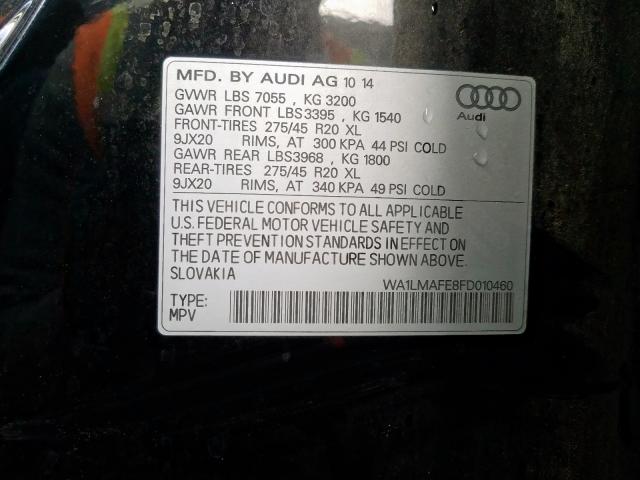 MFD. BY AUDI AG 10 14
GVWR LBS 7055 , KG 3200
GAWR FRONT LBS3395 , KG 1540
FRONT-TIRES 275/45 R20 XL
9JX20 RIMS, AT 300 KPA 44 PSI COLD
GAWR REAR LBS3968 , KG 1800
REAR-TIRES 275/45 R20 XL
9JX20 RIMS, AT 340 KPA 49 PSI COLD
Audi
THIS VEHICLE CONFORMS TO ALL APPLICABLE
U.S. FEDERAL MOTOR VEHICLE SAFETY AND
THEFT PREVENTION STANDARDS IN EFFECT ON
THE DATE OF MANUFACTURE SHOWN ABOVE.
SLOVAKIA
WA1LMAFE8FD010460
TYPE:
MPV